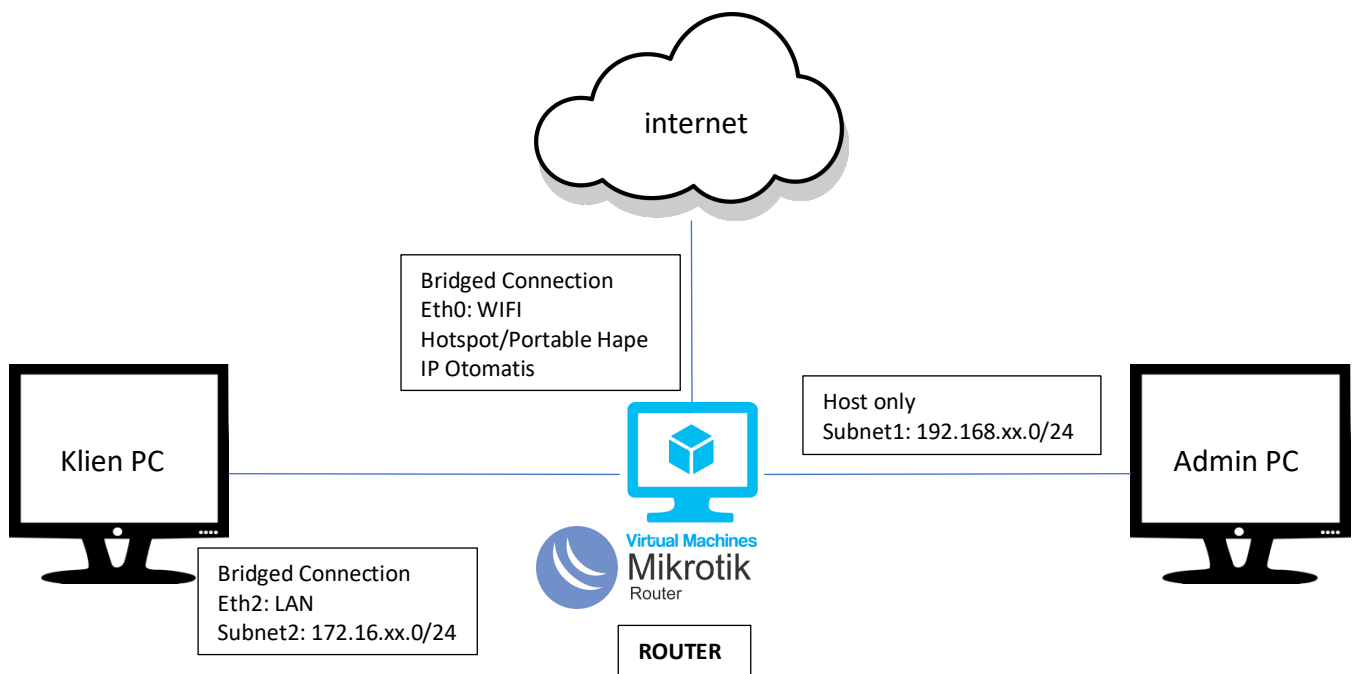 internet
Bridged Connection
Eth0: WIFI
Hotspot/Portable Hape
IP Otomatis
Host only
Subnet1: 192.168.xx.0/24
Klien PC
Admin PC
Virtual Machines
Mikrotik
Router
Bridged Connection
Eth2: LAN
Subnet2: 172.16.xx.0/24
ROUTER